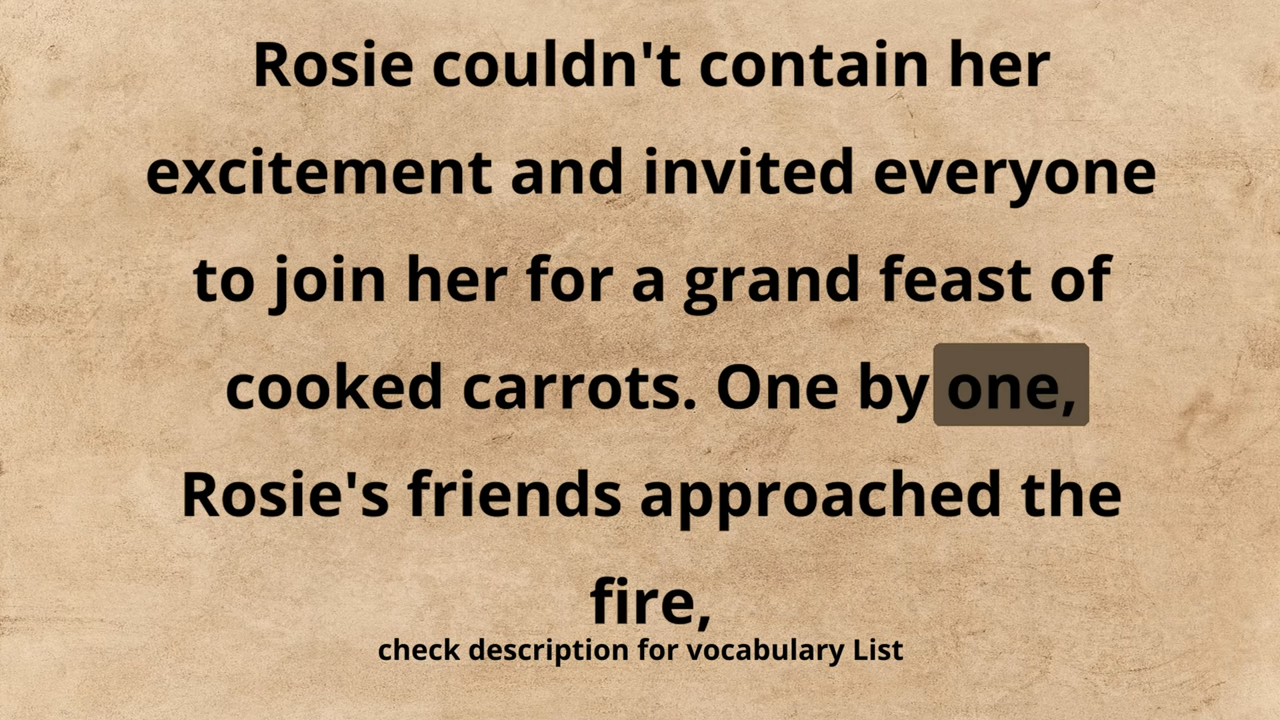 Rosie couldn't contain her
excitement and invited everyone
to join her for a grand feast of
cooked carrots. One by one,
Rosie's friends approached the
fire,
check description for vocabulary List